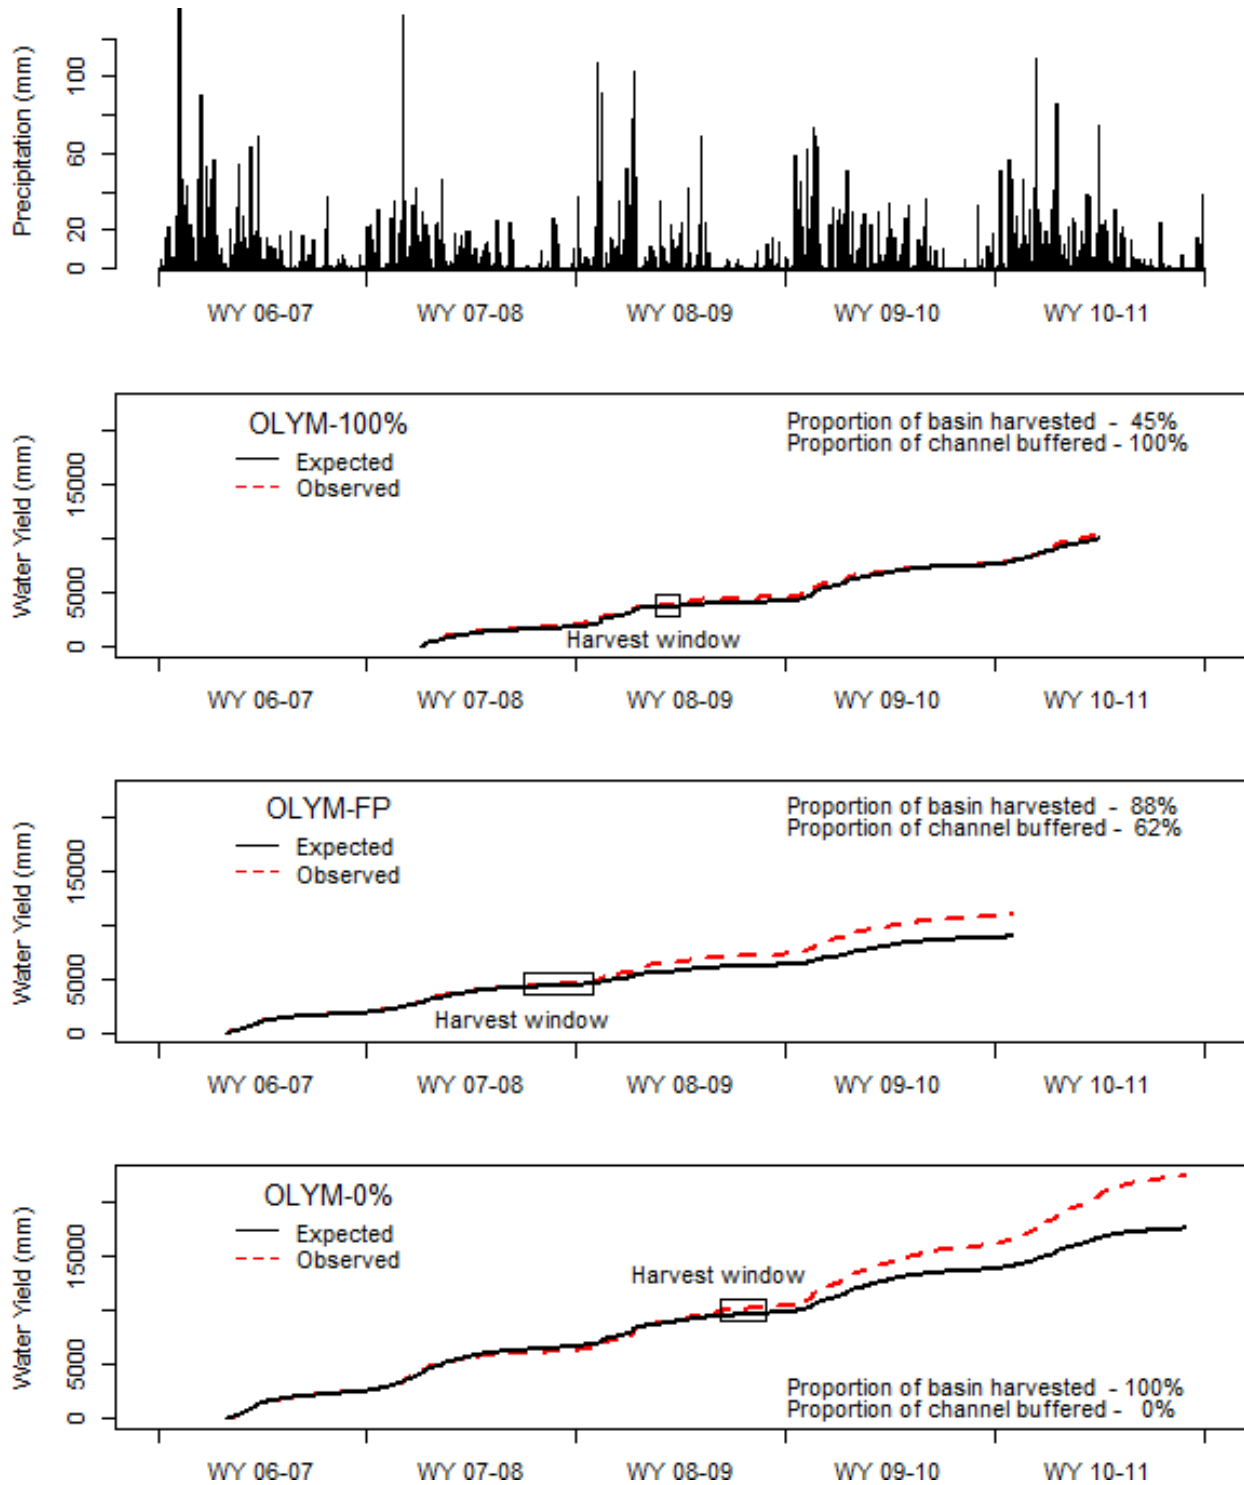 Precipitation (mm)
100
60
20
0
WY 06-07 WY 07-08 WY 08-09 WY 09-10 WY 10-11
OLYM-100%
Expected
Observed
Proportion of basin harvested - 45%
Proportion of channel buffered - 100%
Water Yield (mm)
15000
5000
0
Harvest window
WY 06-07 WY 07-08 WY 08-09 WY 09-10 WY 10-11
OLYM-FP
Expected
Observed
Proportion of basin harvested - 88%
Proportion of channel buffered - 62%
Water Yield (mm)
15000
5000
0
Harvest window
WY 06-07 WY 07-08 WY 08-09 WY 09-10 WY 10-11
OLYM-0%
Expected
Observed
Water Yield (mm)
15000
5000
0
Harvest window
Proportion of basin harvested - 100%
Proportion of channel buffered - 0%
WY 06-07 WY 07-08 WY 08-09 WY 09-10 WY 10-11